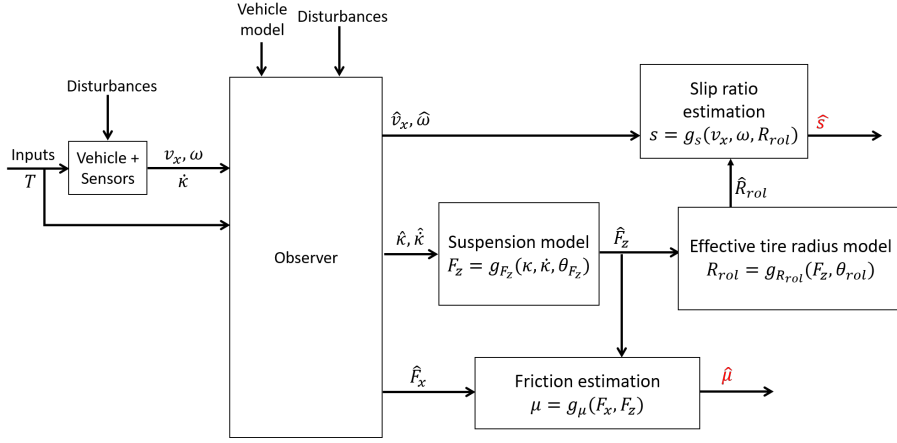 Vehicle
model
Disturbances
Disturbances
Inputs
T
Vehicle +
Sensors
v_x, ω
κ̇
Observer
v̂_x, ω̂
Slip ratio
estimation
s = g_s(v_x, ω, R_rol)
ŝ
R̂_rol
κ̂, κ̇̂
Suspension model
F_z = g_{F_z}(κ, κ̇, θ_{F_z})
F̂_z
Effective tire radius model
R_rol = g_{R_rol}(F_z, θ_rol)
F̂_x
Friction estimation
μ = g_μ(F_x, F_z)
μ̂